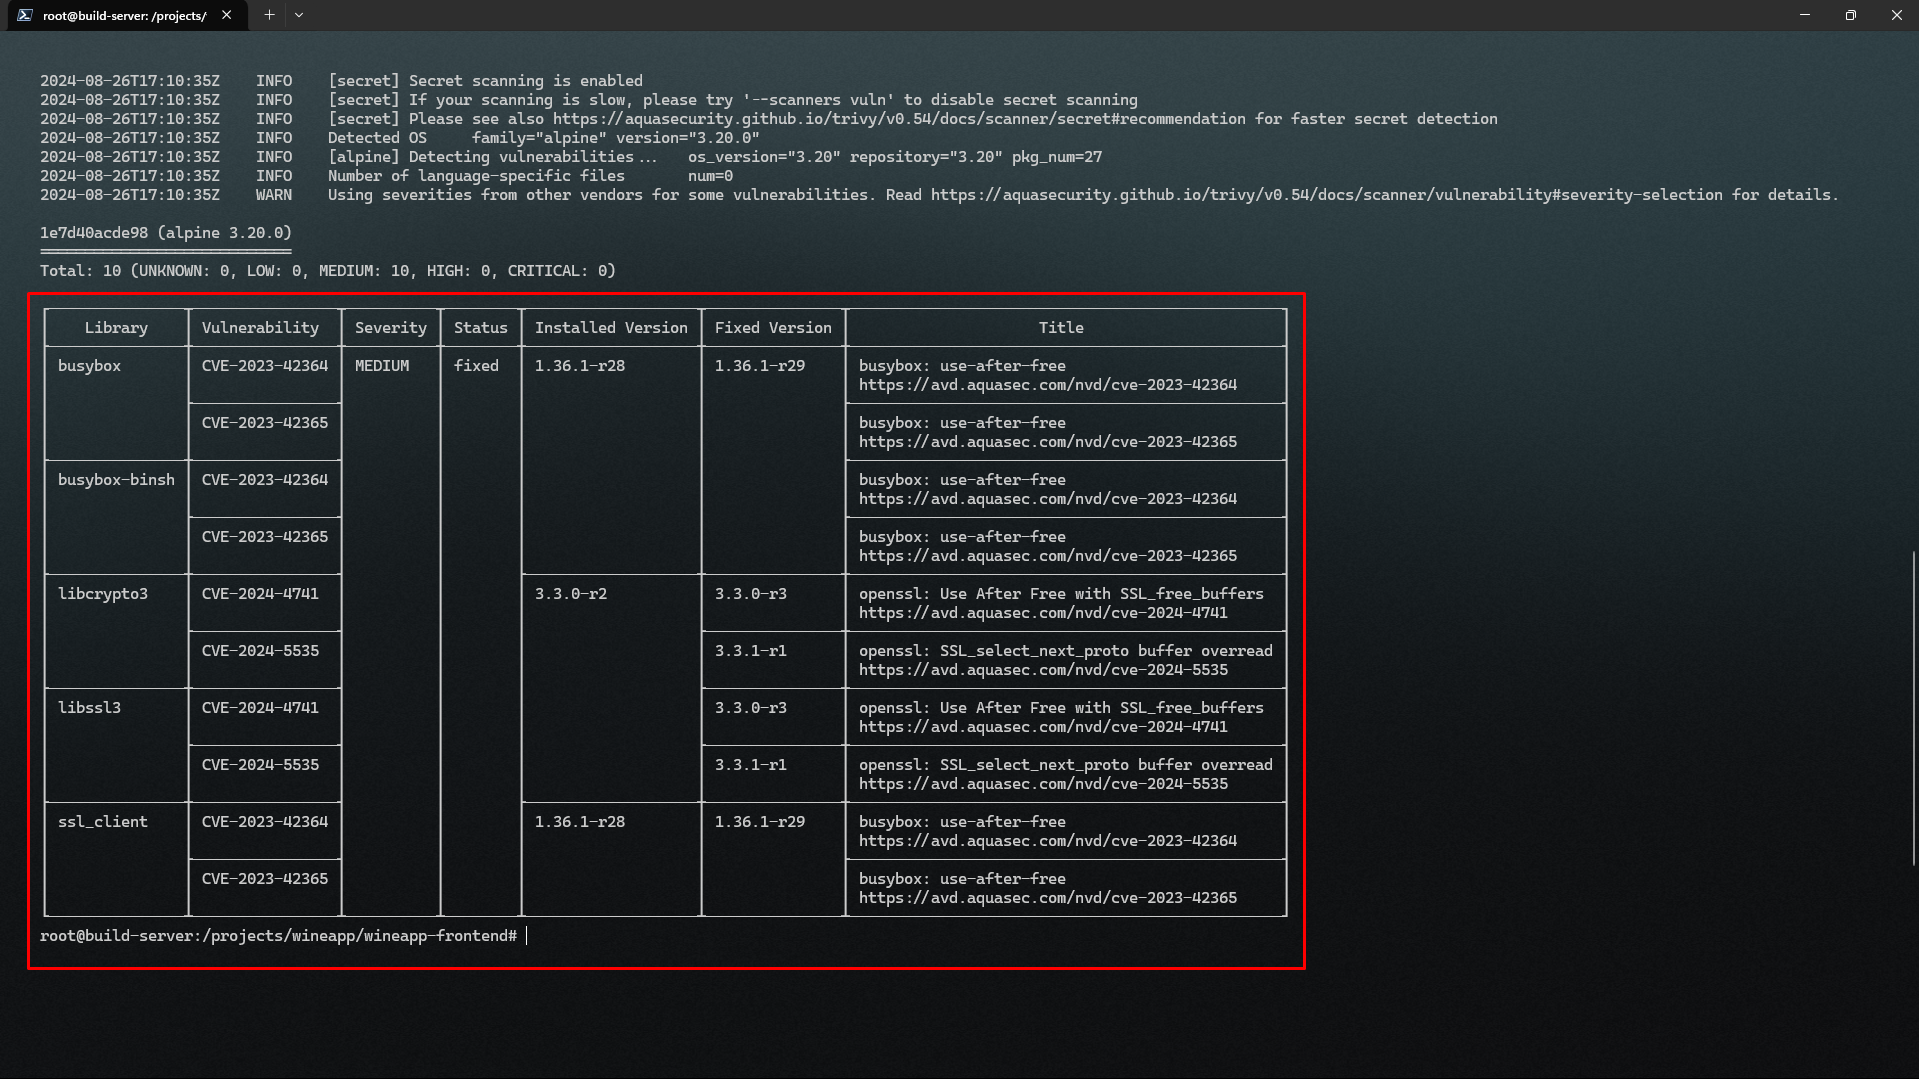 root@build-server: /projects/
2024-08-26T17:10:35Z INFO [secret] Secret scanning is enabled
2024-08-26T17:10:35Z INFO [secret] If your scanning is slow, please try '--scanners vuln' to disable secret scanning
2024-08-26T17:10:35Z INFO [secret] Please see also https://aquasecurity.github.io/trivy/v0.54/docs/scanner/secret#recommendation for faster secret detection
2024-08-26T17:10:35Z INFO Detected OS family="alpine" version="3.20.0"
2024-08-26T17:10:35Z INFO [alpine] Detecting vulnerabilities... os_version="3.20" repository="3.20" pkg_num=27
2024-08-26T17:10:35Z INFO Number of language-specific files num=0
2024-08-26T17:10:35Z WARN Using severities from other vendors for some vulnerabilities. Read https://aquasecurity.github.io/trivy/v0.54/docs/scanner/vulnerability#severity-selection for details.
1e7d40acde98 (alpine 3.20.0)
Total: 10 (UNKNOWN: 0, LOW: 0, MEDIUM: 10, HIGH: 0, CRITICAL: 0)
Library Vulnerability Severity Status Installed Version Fixed Version Title
busybox CVE-2023-42364 MEDIUM fixed 1.36.1-r28 1.36.1-r29 busybox: use-after-free
https://avd.aquasec.com/nvd/cve-2023-42364
CVE-2023-42365 busybox: use-after-free
https://avd.aquasec.com/nvd/cve-2023-42365
busybox-binsh CVE-2023-42364 busybox: use-after-free
https://avd.aquasec.com/nvd/cve-2023-42364
CVE-2023-42365 busybox: use-after-free
https://avd.aquasec.com/nvd/cve-2023-42365
libcrypto3 CVE-2024-4741 3.3.0-r2 3.3.0-r3 openssl: Use After Free with SSL_free_buffers
https://avd.aquasec.com/nvd/cve-2024-4741
CVE-2024-5535 3.3.1-r1 openssl: SSL_select_next_proto buffer overread
https://avd.aquasec.com/nvd/cve-2024-5535
libssl3 CVE-2024-4741 3.3.0-r3 openssl: Use After Free with SSL_free_buffers
https://avd.aquasec.com/nvd/cve-2024-4741
CVE-2024-5535 3.3.1-r1 openssl: SSL_select_next_proto buffer overread
https://avd.aquasec.com/nvd/cve-2024-5535
ssl_client CVE-2023-42364 1.36.1-r28 1.36.1-r29 busybox: use-after-free
https://avd.aquasec.com/nvd/cve-2023-42364
CVE-2023-42365 busybox: use-after-free
https://avd.aquasec.com/nvd/cve-2023-42365
root@build-server:/projects/wineapp/wineapp-frontend#